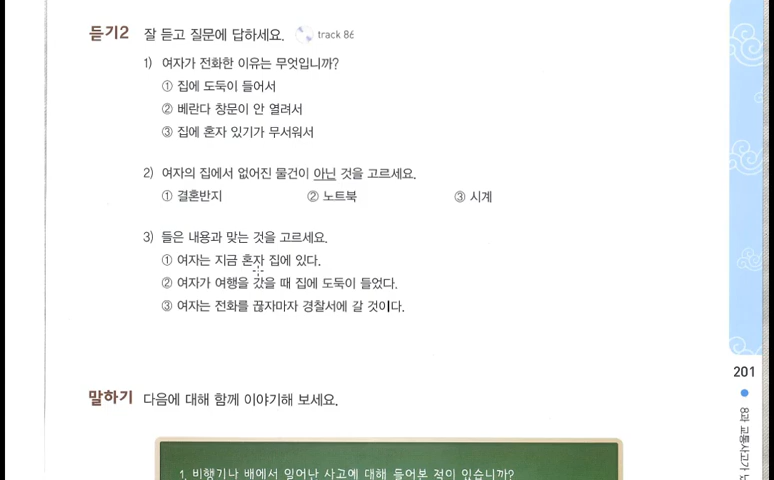 듣기2 잘 듣고 질문에 답하세요. track 86
1) 여자가 전화한 이유는 무엇입니까?
① 집에 도둑이 들어서
② 베란다 창문이 안 열려서
③ 집에 혼자 있기가 무서워서
2) 여자의 집에서 없어진 물건이 아닌 것을 고르세요.
① 결혼반지 ② 노트북 ③ 시계
3) 들은 내용과 맞는 것을 고르세요.
① 여자는 지금 혼자 집에 있다.
② 여자가 여행을 갔을 때 집에 도둑이 들었다.
③ 여자는 전화를 끊자마자 경찰서에 갈 것이다.
201
8과 교통사고가
말하기 다음에 대해 함께 이야기해 보세요.
1. 비행기나 배에서 일어난 사고에 대해 들어본 적이 있습니까?